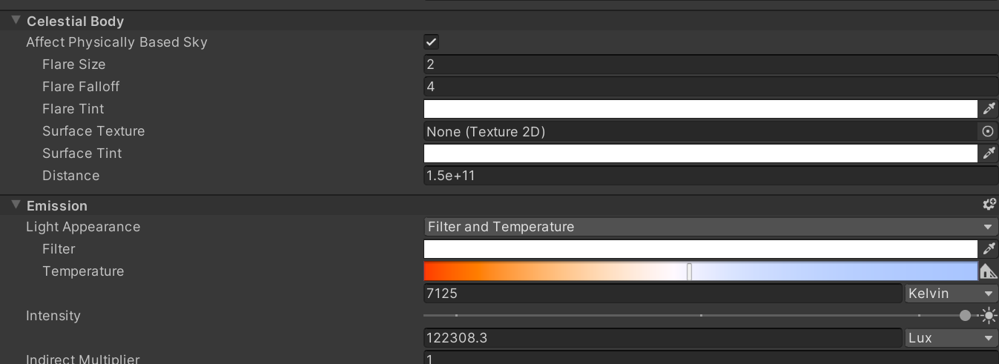 Celestial Body
Affect Physically Based Sky
Flare Size 2
Flare Falloff 4
Flare Tint
Surface Texture None (Texture 2D)
Surface Tint
Distance 1.5e+11
Emission
Light Appearance Filter and Temperature
Filter
Temperature
7125 Kelvin
Intensity
122308.3 Lux
Indirect Multiplier 1